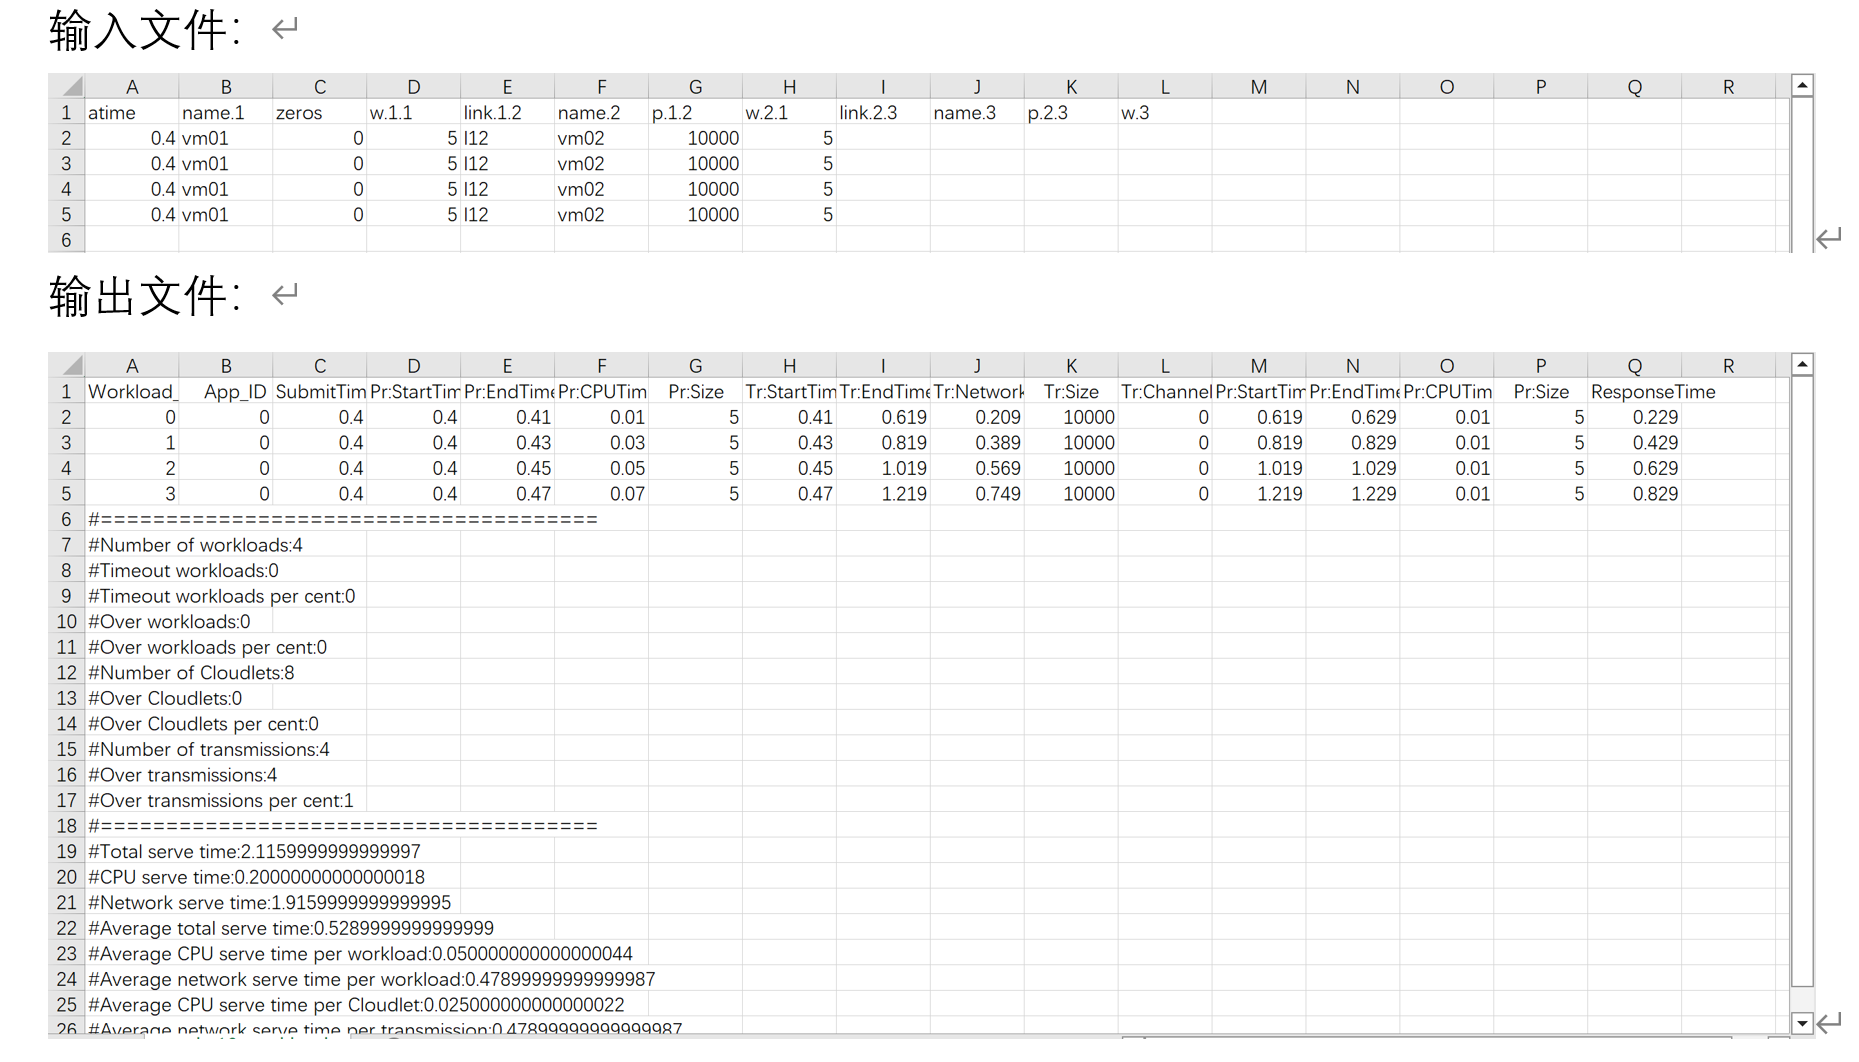 输入文件：
A B C D E F G H I J K L M N O P Q R
1 atime name.1 zeros w.1.1 link.1.2 name.2 p.1.2 w.2.1 link.2.3 name.3 p.2.3 w.3
2 0.4 vm01 0 5 l12 vm02 10000 5
3 0.4 vm01 0 5 l12 vm02 10000 5
4 0.4 vm01 0 5 l12 vm02 10000 5
5 0.4 vm01 0 5 l12 vm02 10000 5
6
输出文件：
A B C D E F G H I J K L M N O P Q R
1 Workload_ App_ID SubmitTim Pr:StartTim Pr:EndTime Pr:CPUTim Pr:Size Tr:StartTim Tr:EndTime Tr:Network Tr:Size Tr:Channel Pr:StartTim Pr:EndTime Pr:CPUTim Pr:Size ResponseTime
2 0 0 0.4 0.4 0.41 0.01 5 0.41 0.619 0.209 10000 0 0.619 0.629 0.01 5 0.229
3 1 0 0.4 0.4 0.43 0.03 5 0.43 0.819 0.389 10000 0 0.819 0.829 0.01 5 0.429
4 2 0 0.4 0.4 0.45 0.05 5 0.45 1.019 0.569 10000 0 1.019 1.029 0.01 5 0.629
5 3 0 0.4 0.4 0.47 0.07 5 0.47 1.219 0.749 10000 0 1.219 1.229 0.01 5 0.829
6 #======================================
7 #Number of workloads:4
8 #Timeout workloads:0
9 #Timeout workloads per cent:0
10 #Over workloads:0
11 #Over workloads per cent:0
12 #Number of Cloudlets:8
13 #Over Cloudlets:0
14 #Over Cloudlets per cent:0
15 #Number of transmissions:4
16 #Over transmissions:4
17 #Over transmissions per cent:1
18 #======================================
19 #Total serve time:2.1159999999999997
20 #CPU serve time:0.20000000000000018
21 #Network serve time:1.9159999999999995
22 #Average total serve time:0.5289999999999999
23 #Average CPU serve time per workload:0.050000000000000044
24 #Average network serve time per workload:0.47899999999999987
25 #Average CPU serve time per Cloudlet:0.025000000000000022
26 #Average network serve time per transmission:0.47899999999999987